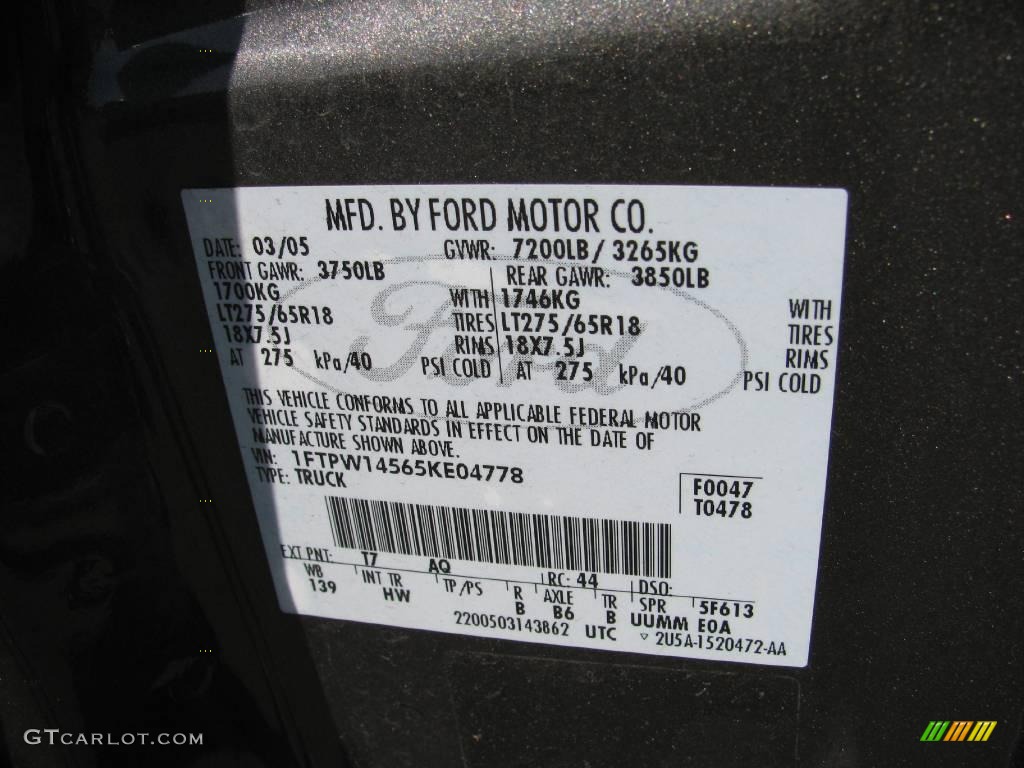 MFD. BY FORD MOTOR CO.
DATE: 03/05 GVWR: 7200LB/ 3265KG
FRONT GAWR: 3750LB REAR GAWR: 3850LB
1700KG WITH 1746KG WITH
LT275/65R18 TIRES LT275/65R18 TIRES
18X7.5J RIMS 18X7.5J RIMS
AT 275 kPa/40 PSI COLD AT 275 kPa/40 PSI COLD
Ford
THIS VEHICLE CONFORMS TO ALL APPLICABLE FEDERAL MOTOR
VEHICLE SAFETY STANDARDS IN EFFECT ON THE DATE OF
MANUFACTURE SHOWN ABOVE.
VIN: 1FTPW14565KE04778
TYPE: TRUCK
F0047
T0478
EXT PNT: T7 AQ RC: 44 DSO:
WB INT TR TP/PS R AXLE TR SPR 5F613
139 HW B B6 B UUMM E0A
2200503143862 UTC ▽ 2U5A-1520472-AA
GTCARLOT.COM